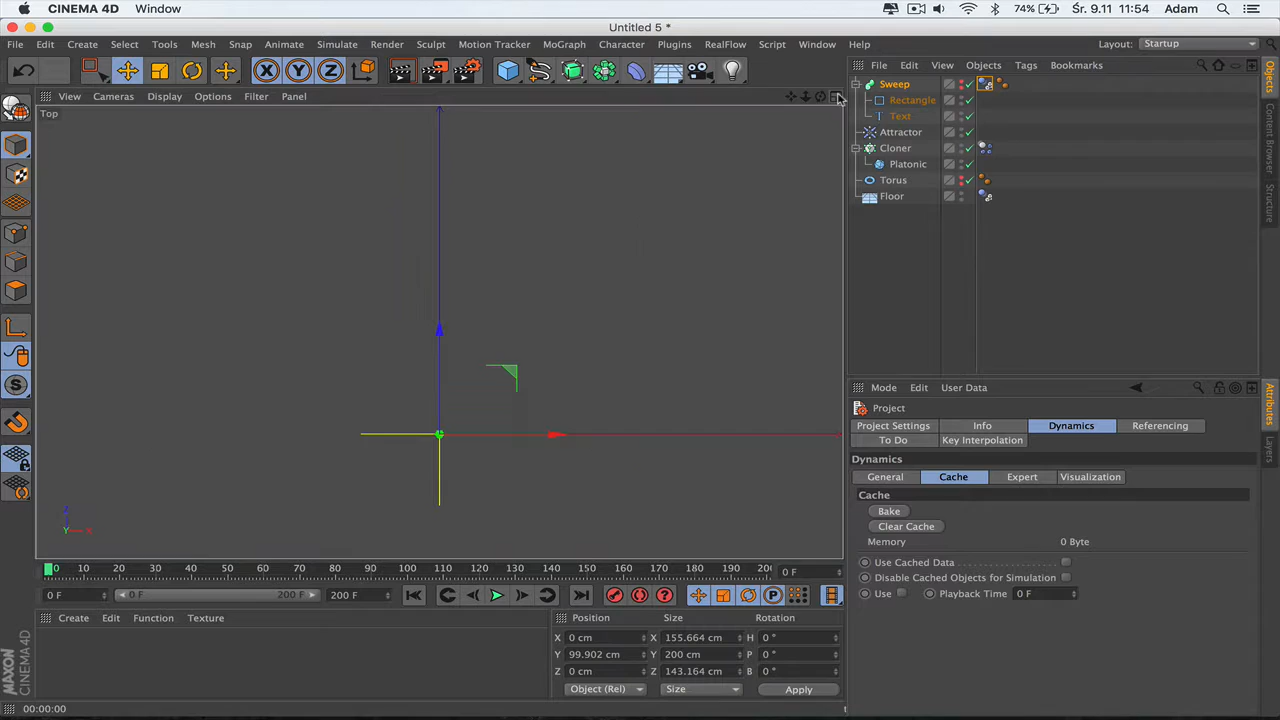 CINEMA 4D Window 74% Śr. 9.11 11:54 Adam
Untitled 5 *
File Edit Create Select Tools Mesh Snap Animate Simulate Render Sculpt Motion Tracker MoGraph Character Plugins RealFlow Script Window Help Layout: Startup
X Y Z
File Edit View Objects Tags Bookmarks
View Cameras Display Options Filter Panel
Top
Sweep
Rectangle
Text
Attractor
Cloner
Platonic
Torus
Floor
Objects
Content Browser
Structure
Mode Edit User Data
Project
Project Settings Info Dynamics Referencing
To Do Key Interpolation
Dynamics
General Cache Expert Visualization
Cache
Bake
Clear Cache
Memory 0 Byte
Use Cached Data
Disable Cached Objects for Simulation
Use Playback Time 0 F
Attributes
Layers
Z
Y X
0 10 20 30 40 50 60 70 80 90 100 110 120 130 140 150 160 170 180 190 20 0 F
0 F 0 F 200 F 200 F
Create Edit Function Texture
Position Size Rotation
X 0 cm X 155.664 cm H 0 °
Y 99.902 cm Y 200 cm P 0 °
Z 0 cm Z 143.164 cm B 0 °
Object (Rel) Size Apply
MAXON
CINEMA 4D
00:00:00